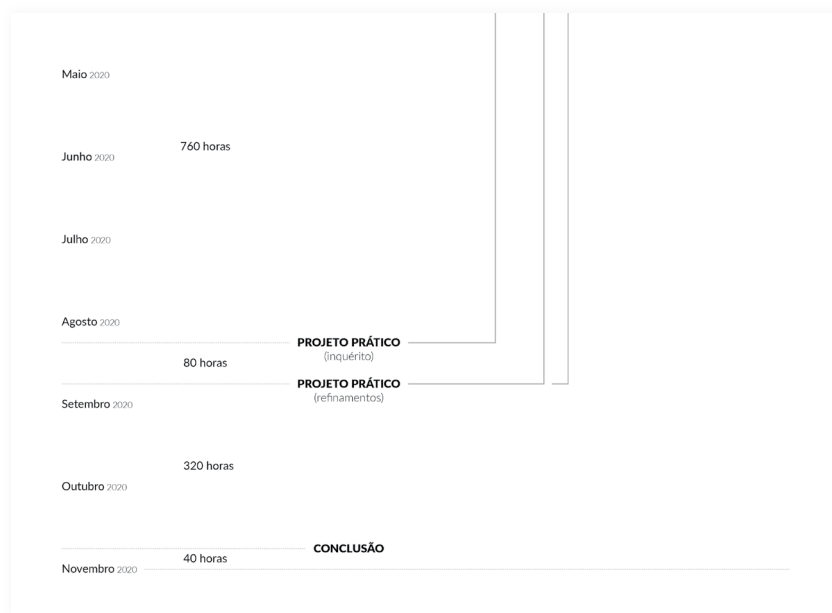 Maio 2020
760 horas
Junho 2020
Julho 2020
Agosto 2020
PROJETO PRÁTICO
(inquérito)
80 horas
PROJETO PRÁTICO
(refinamentos)
Setembro 2020
320 horas
Outubro 2020
CONCLUSÃO
40 horas
Novembro 2020